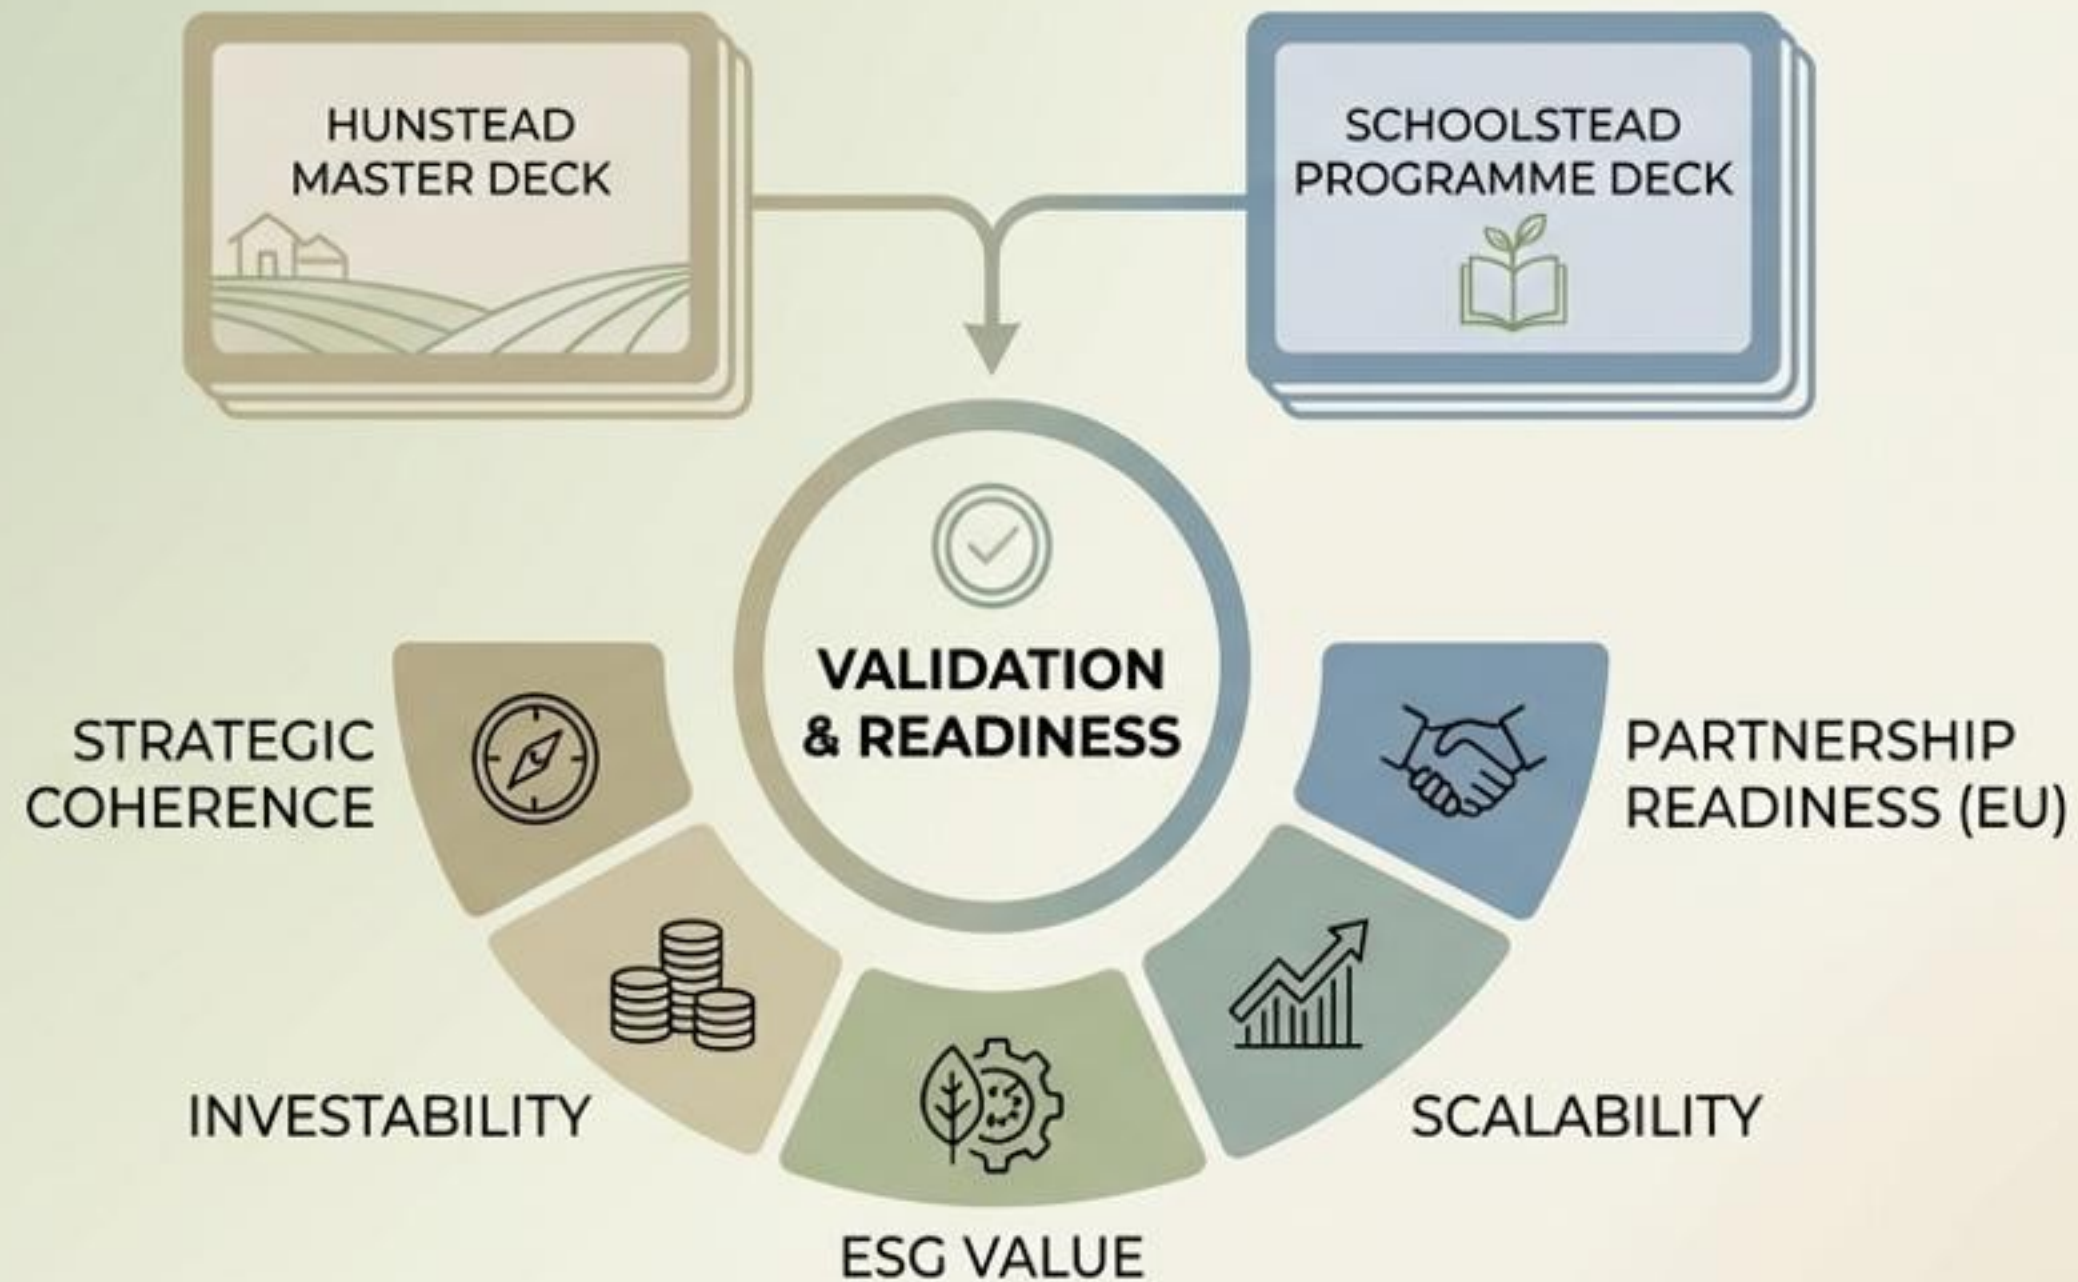 HUNSTEAD
MASTER DECK
SCHOOLSTEAD
PROGRAMME DECK
VALIDATION
& READINESS
STRATEGIC
COHERENCE
INVESTABILITY
ESG VALUE
SCALABILITY
PARTNERSHIP
READINESS (EU)